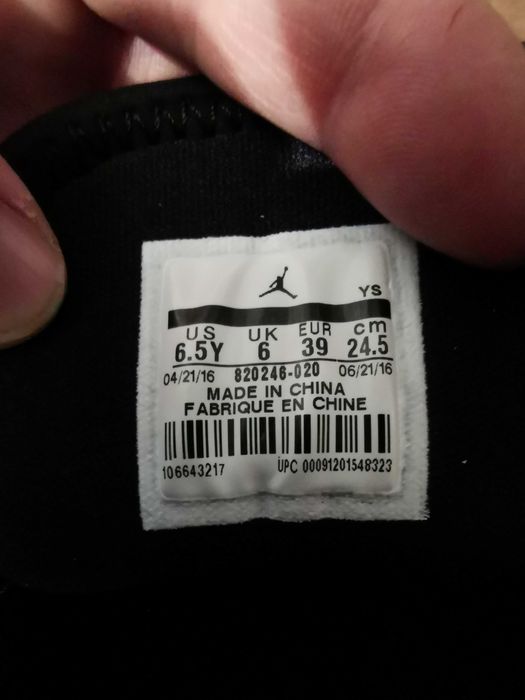 YS
US UK EUR cm
6.5Y 6 39 24.5
04/21/16 820246-020 06/21/16
MADE IN CHINA
FABRIQUE EN CHINE
106643217 UPC 00091201548323